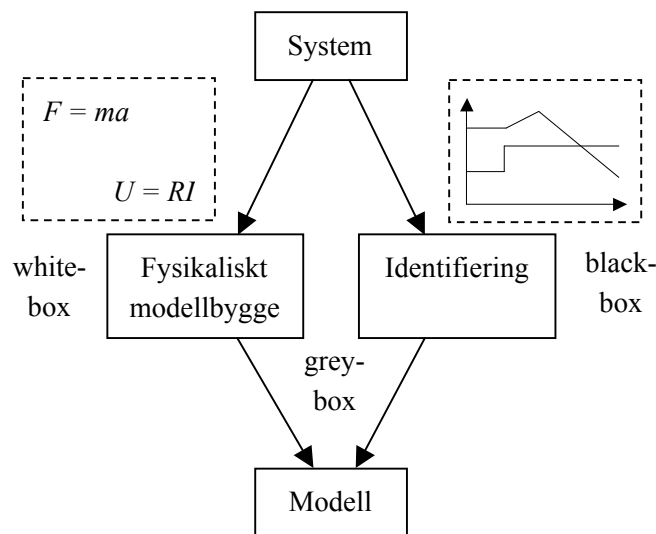 System
F = ma
U = RI
white-
box
Fysikaliskt
modellbygge
Identifiering
black-
box
grey-
box
Modell